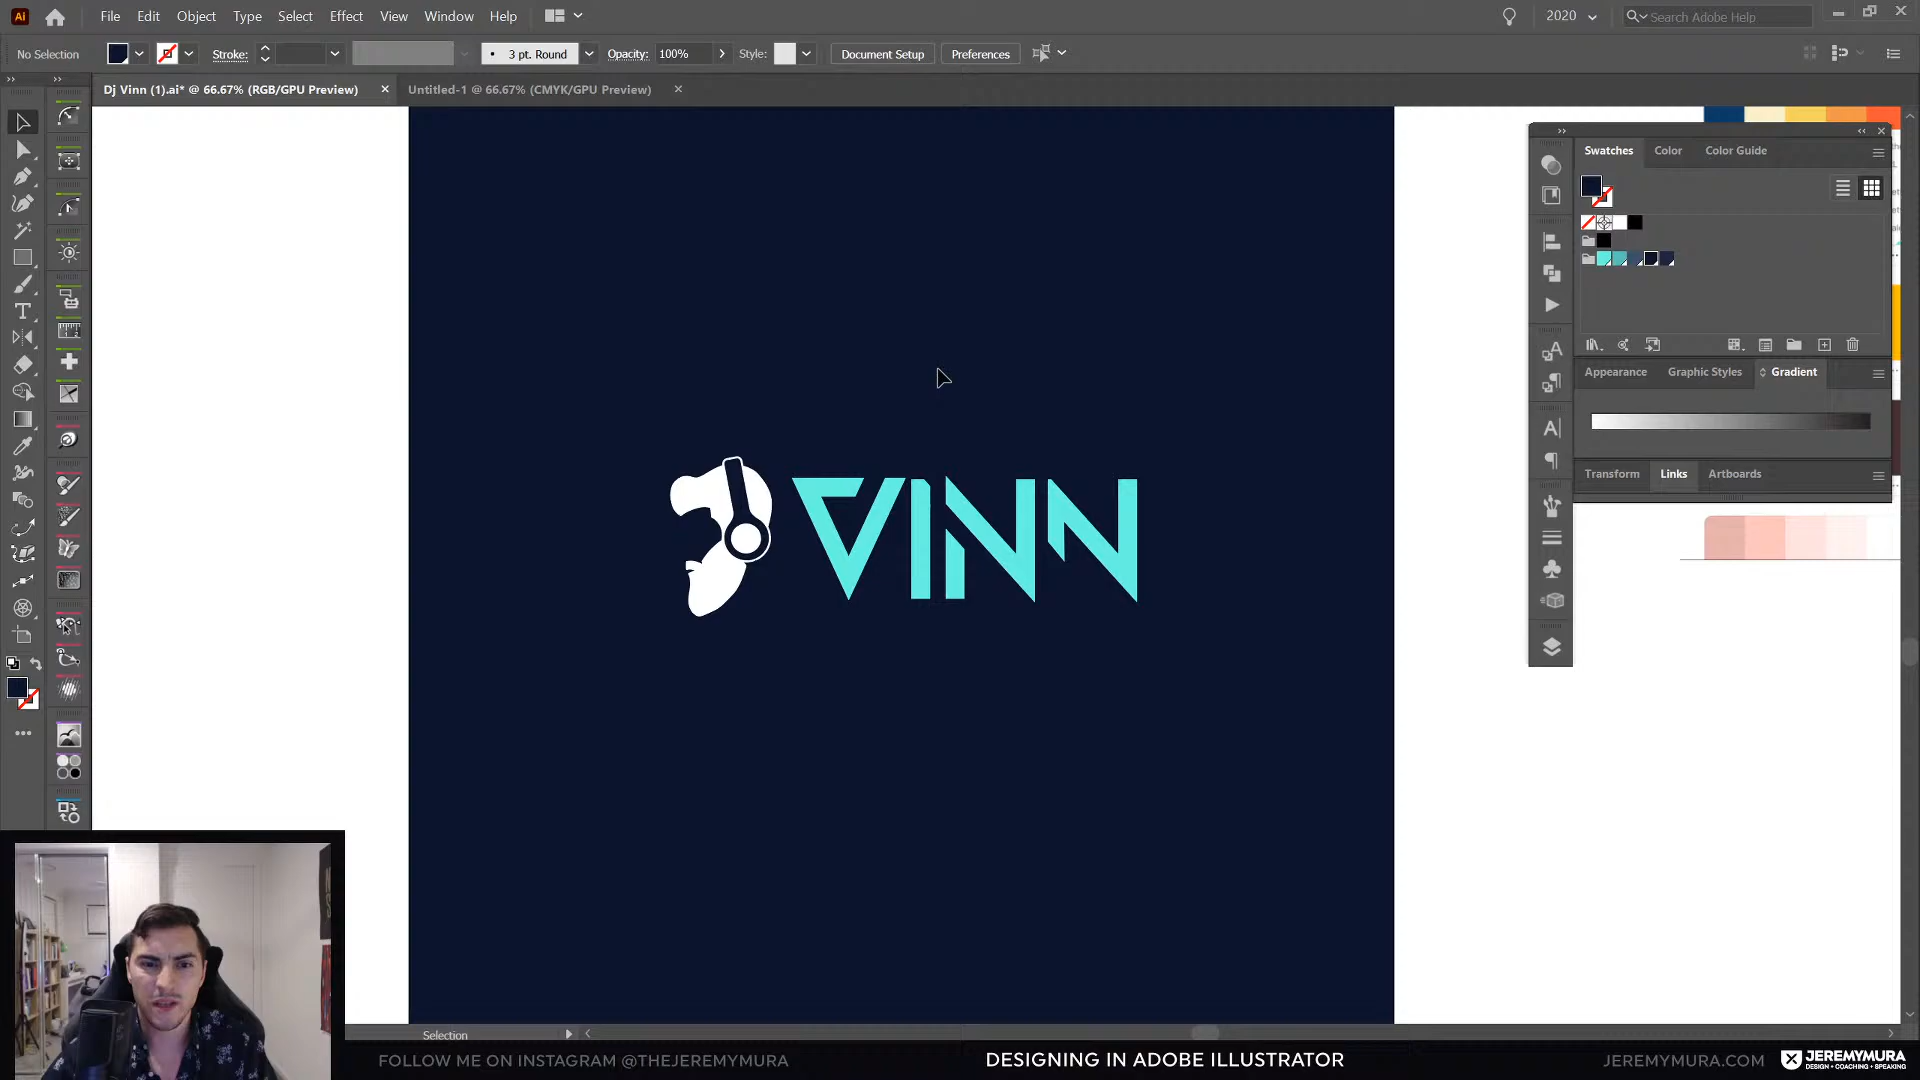 Ai File Edit Object Type Select Effect View Window Help 2020 Search Adobe Help
No Selection Stroke: 3 pt. Round Opacity: 100% Style: Document Setup Preferences
Dj Vinn (1).ai* @ 66.67% (RGB/GPU Preview) Untitled-1 @ 66.67% (CMYK/GPU Preview)
Swatches Color Color Guide
Appearance Graphic Styles Gradient
Transform Links Artboards
VINN
Selection
FOLLOW ME ON INSTAGRAM @THEJEREMYMURA DESIGNING IN ADOBE ILLUSTRATOR JEREMYMURA.COM JEREMYMURA
DESIGN • COACHING • SPEAKING